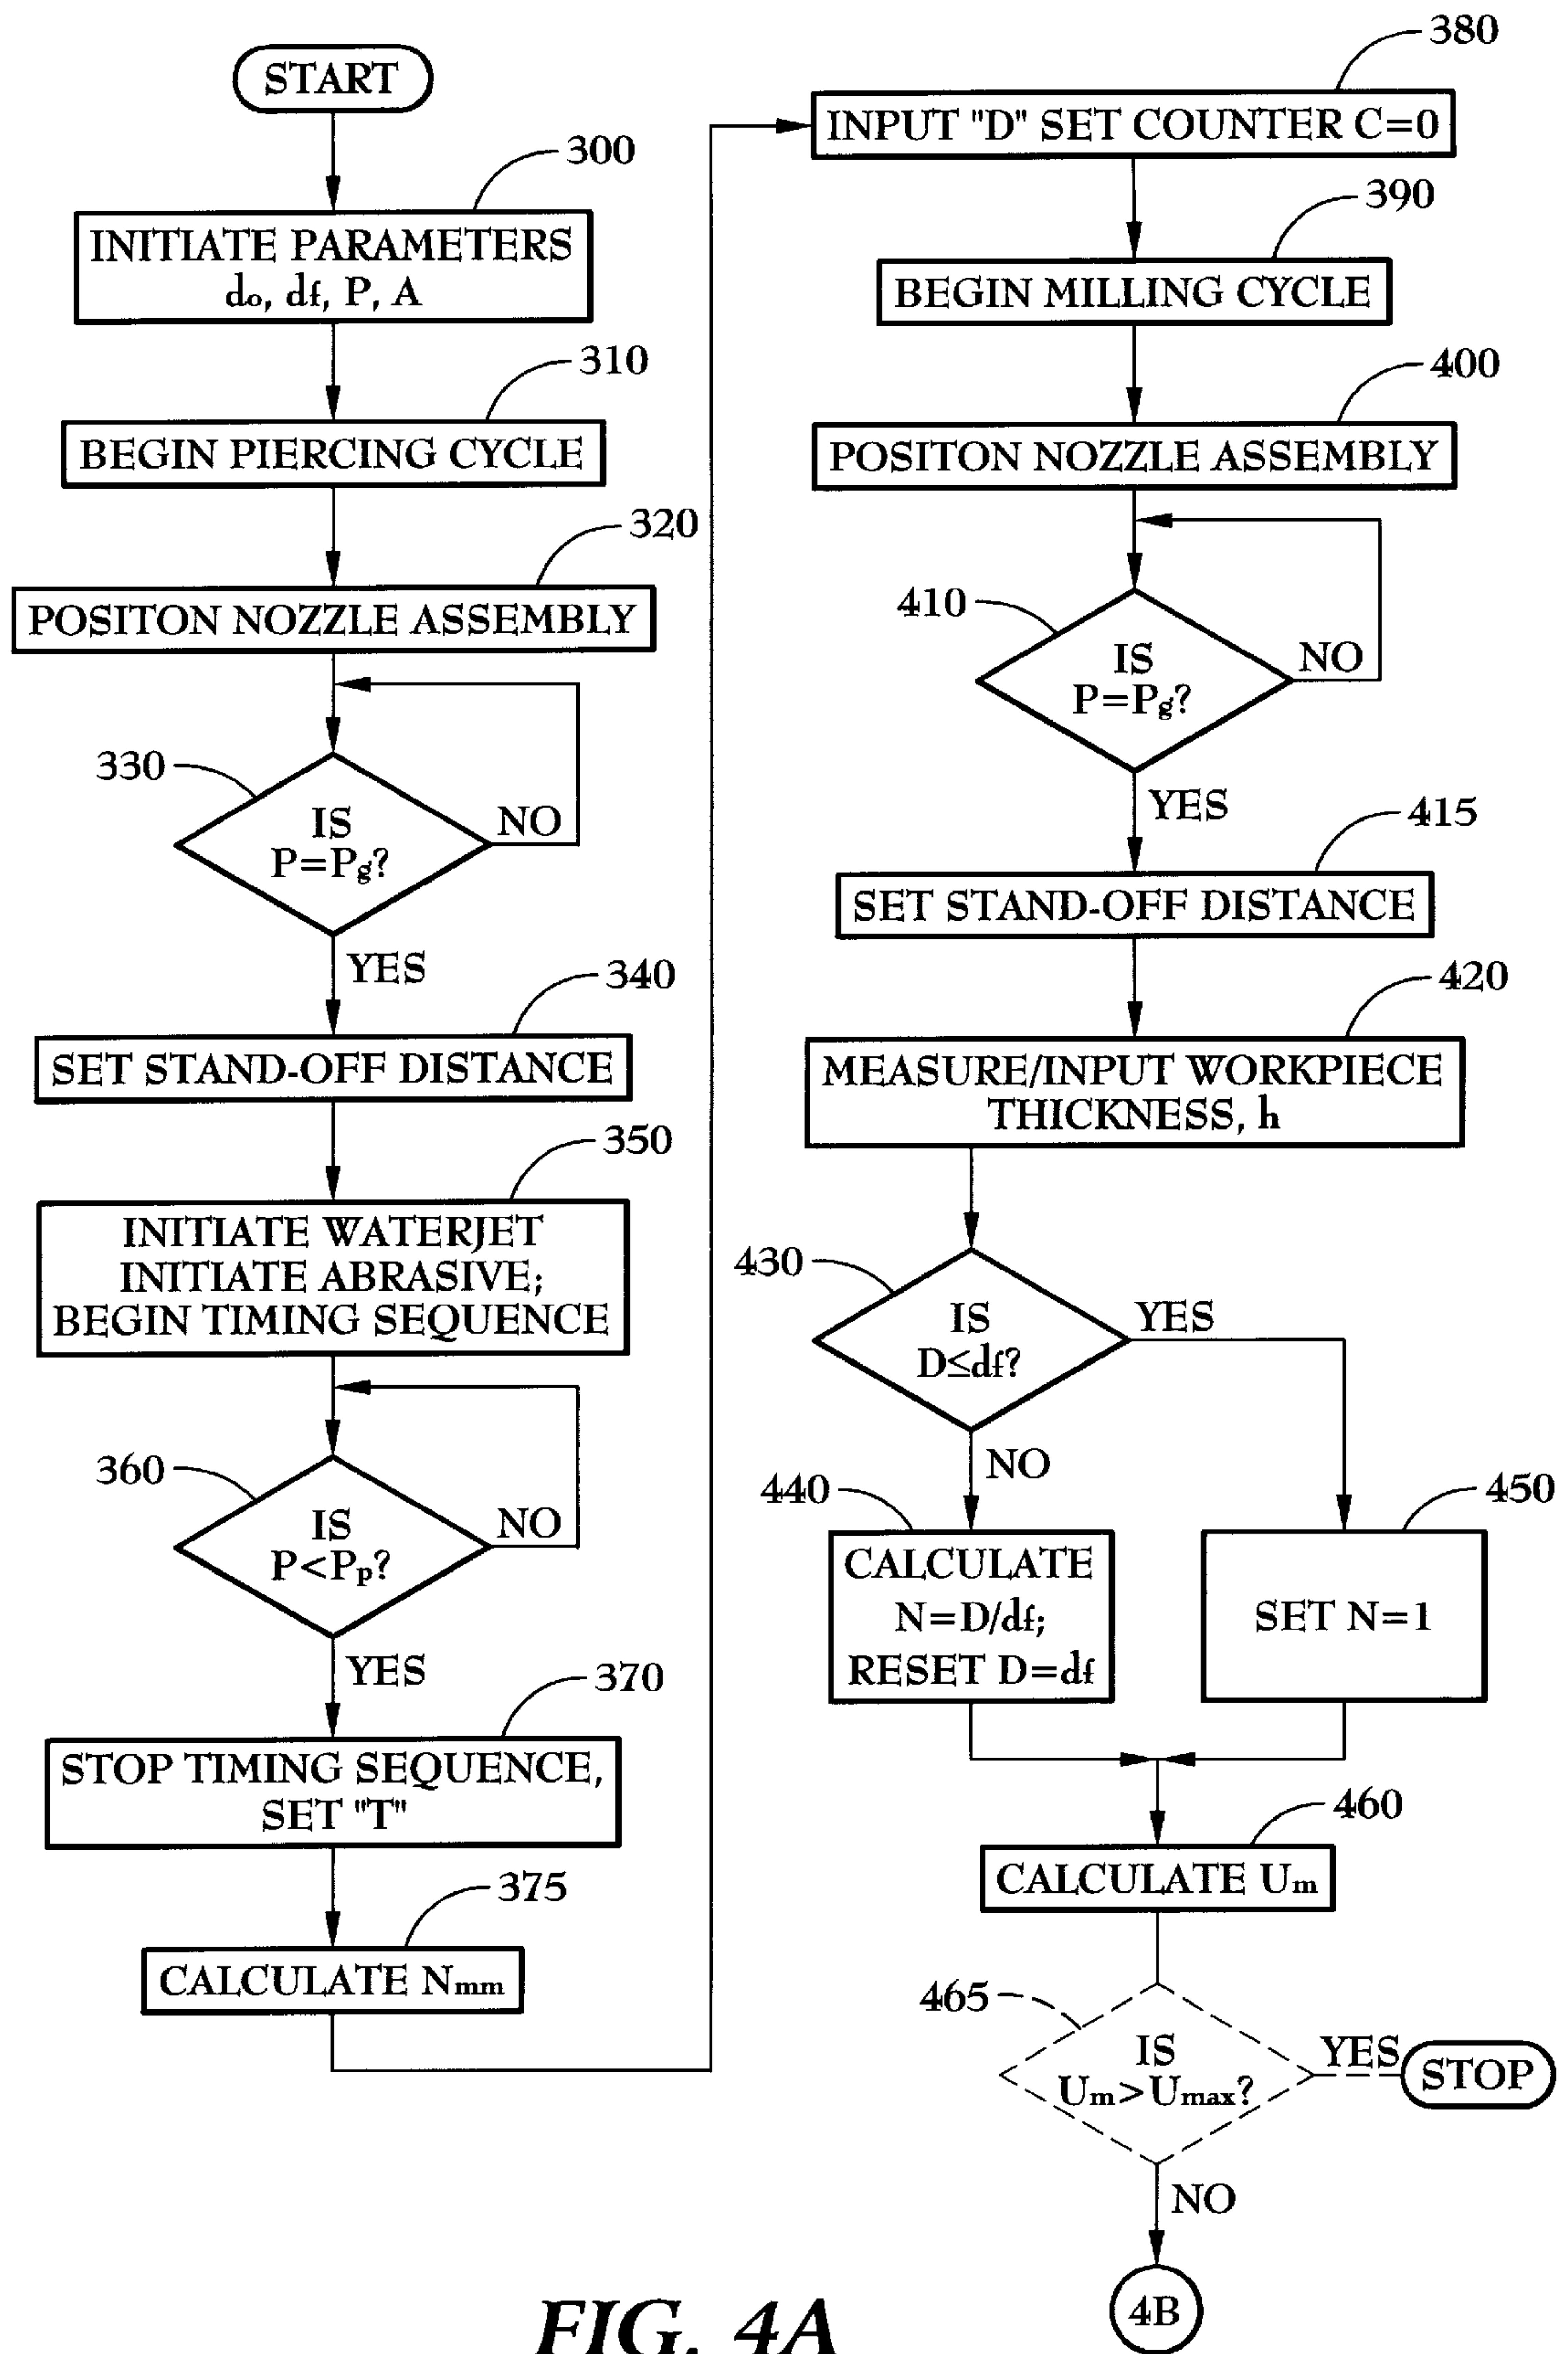 START
300
INITIATE PARAMETERS
do, df, P, A
310
BEGIN PIERCING CYCLE
320
POSITON NOZZLE ASSEMBLY
330
IS
P=Pg?
NO
YES
340
SET STAND-OFF DISTANCE
350
INITIATE WATERJET
INITIATE ABRASIVE;
BEGIN TIMING SEQUENCE
360
IS
P<Pp?
NO
YES
370
STOP TIMING SEQUENCE,
SET "T"
375
CALCULATE Nmm
380
INPUT "D" SET COUNTER C=0
390
BEGIN MILLING CYCLE
400
POSITON NOZZLE ASSEMBLY
410
IS
P=Pg?
NO
YES
415
SET STAND-OFF DISTANCE
420
MEASURE/INPUT WORKPIECE
THICKNESS, h
430
IS
D≤df?
YES
NO
440
CALCULATE
N=D/df;
RESET D=df
450
SET N=1
460
CALCULATE Um
465
IS
Um>Umax?
YES
STOP
NO
4B
FIG. 4A